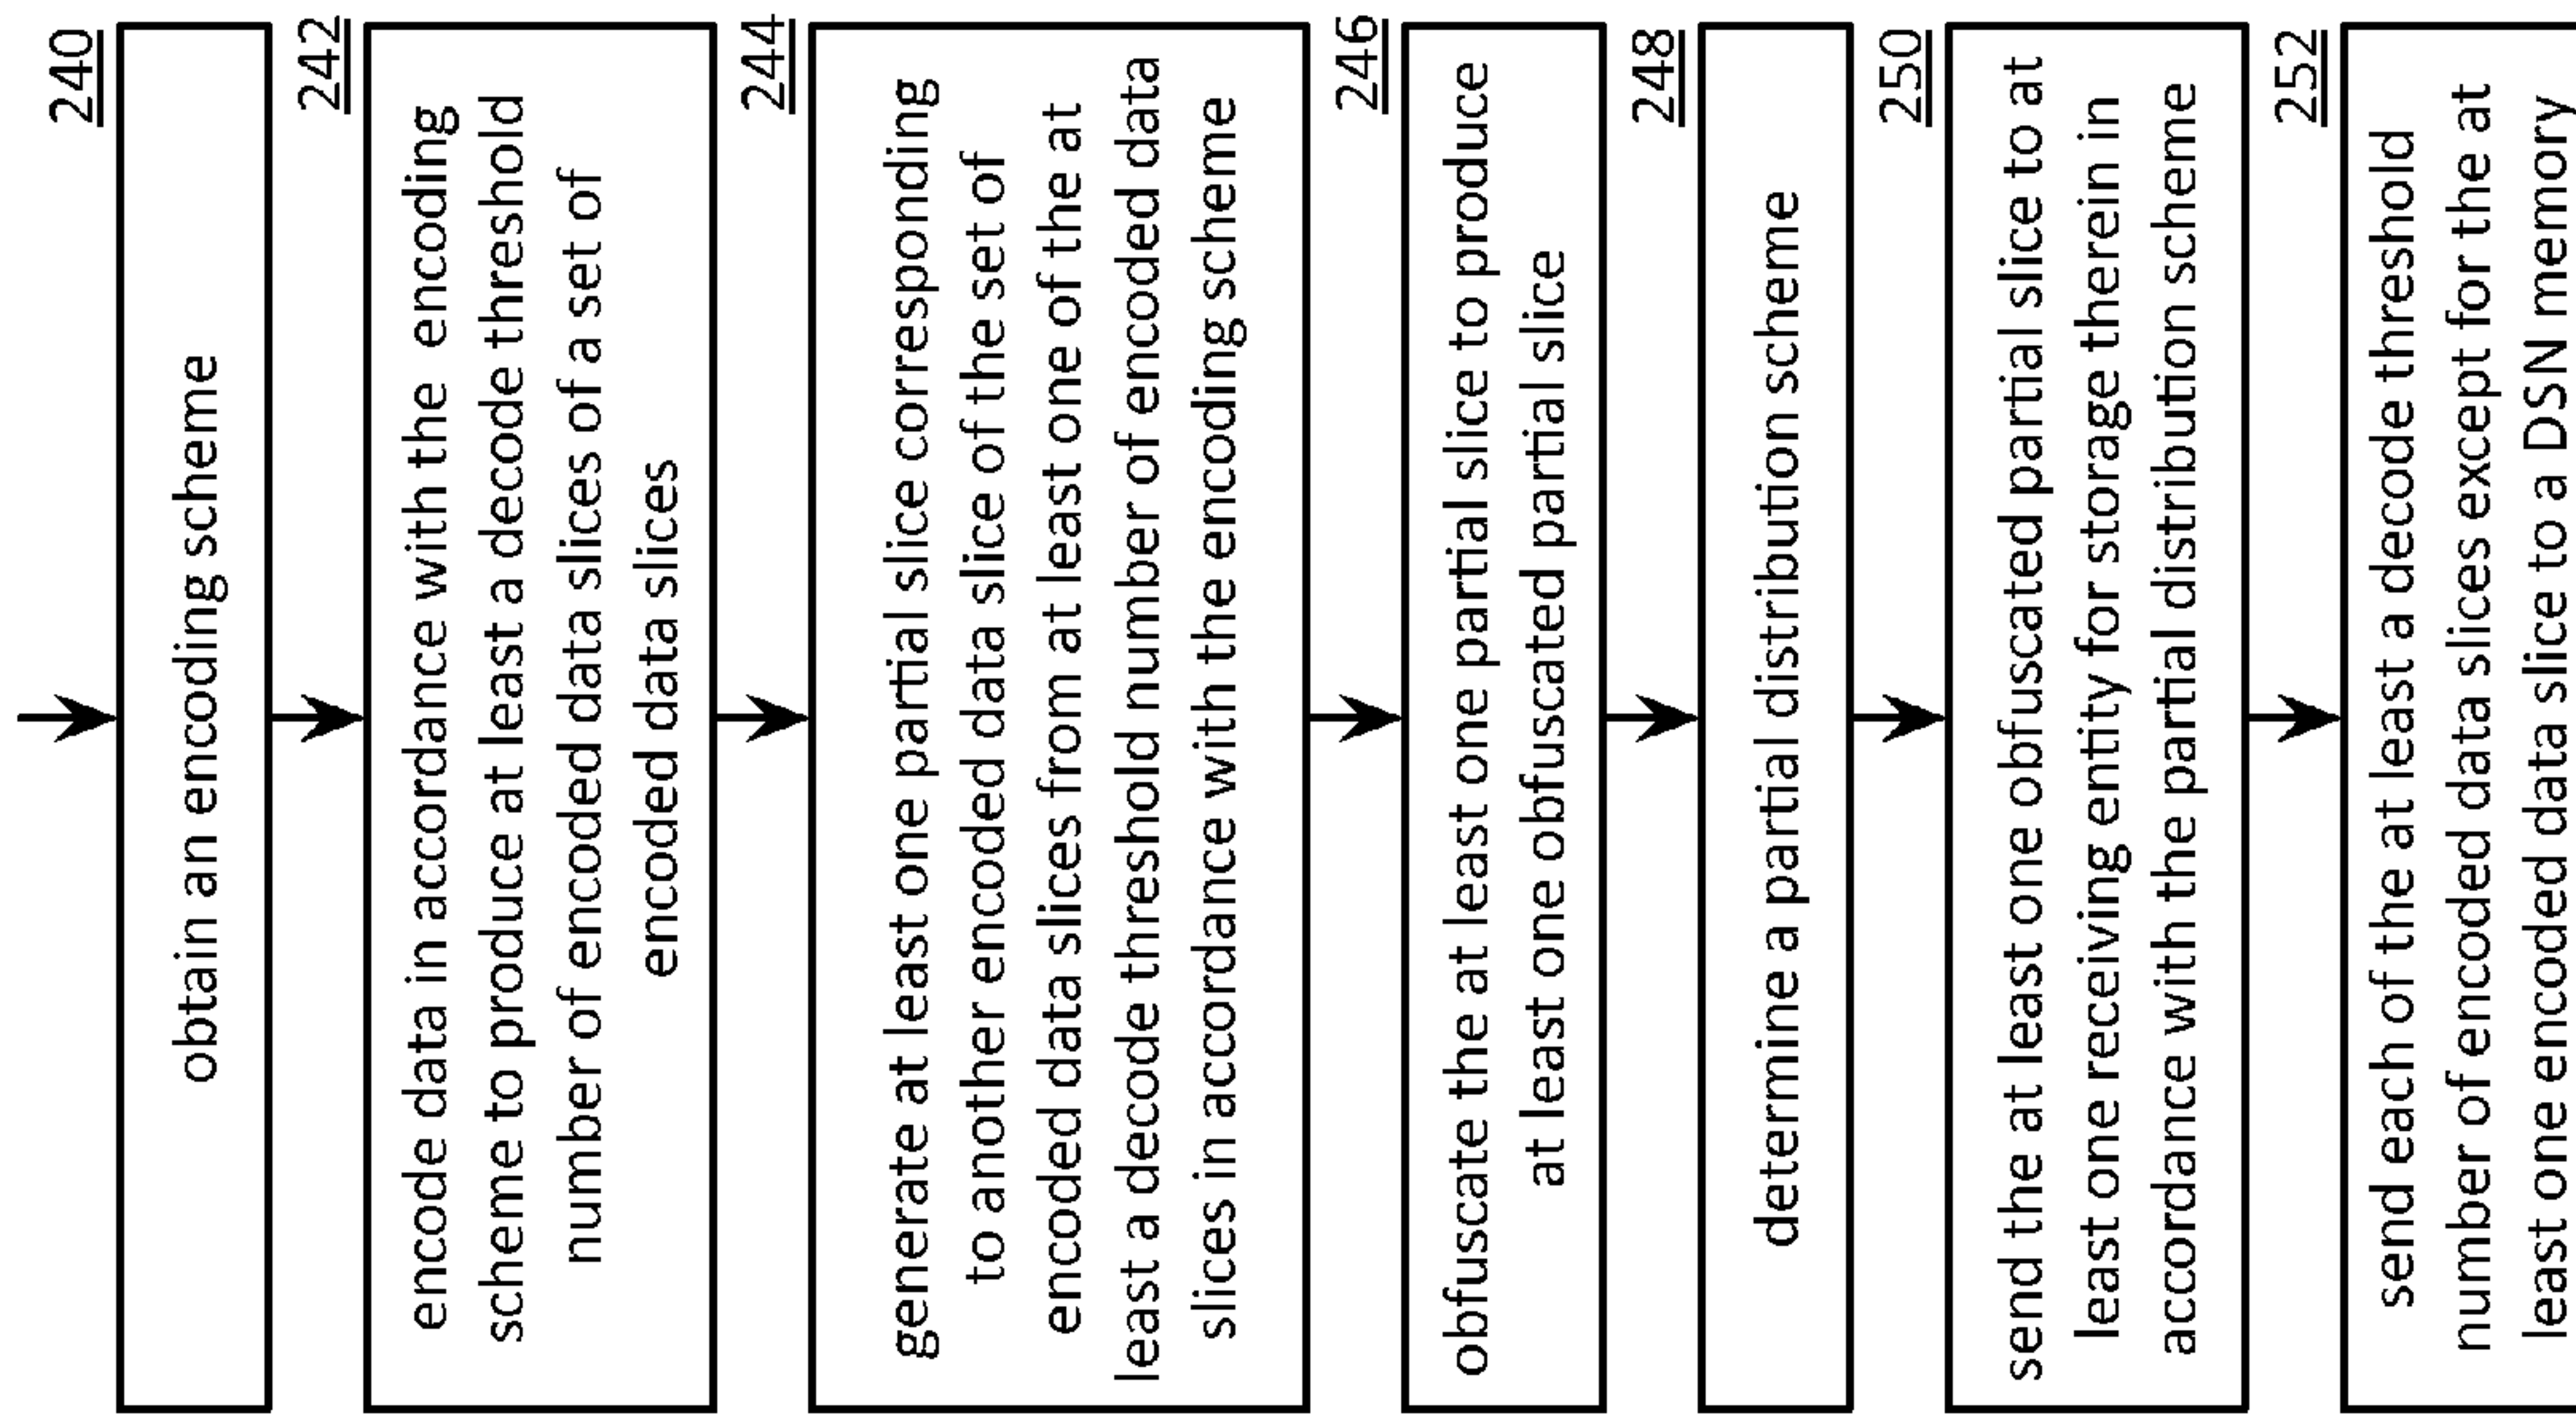 240
obtain an encoding scheme
242
encode data in accordance with the encoding
scheme to produce at least a decode threshold
number of encoded data slices of a set of
encoded data slices
244
generate at least one partial slice corresponding
to another encoded data slice of the set of
encoded data slices from at least one of the at
least a decode threshold number of encoded data
slices in accordance with the encoding scheme
246
obfuscate the at least one partial slice to produce
at least one obfuscated partial slice
248
determine a partial distribution scheme
250
send the at least one obfuscated partial slice to at
least one receiving entity for storage therein in
accordance with the partial distribution scheme
252
send each of the at least a decode threshold
number of encoded data slices except for the at
least one encoded data slice to a DSN memory